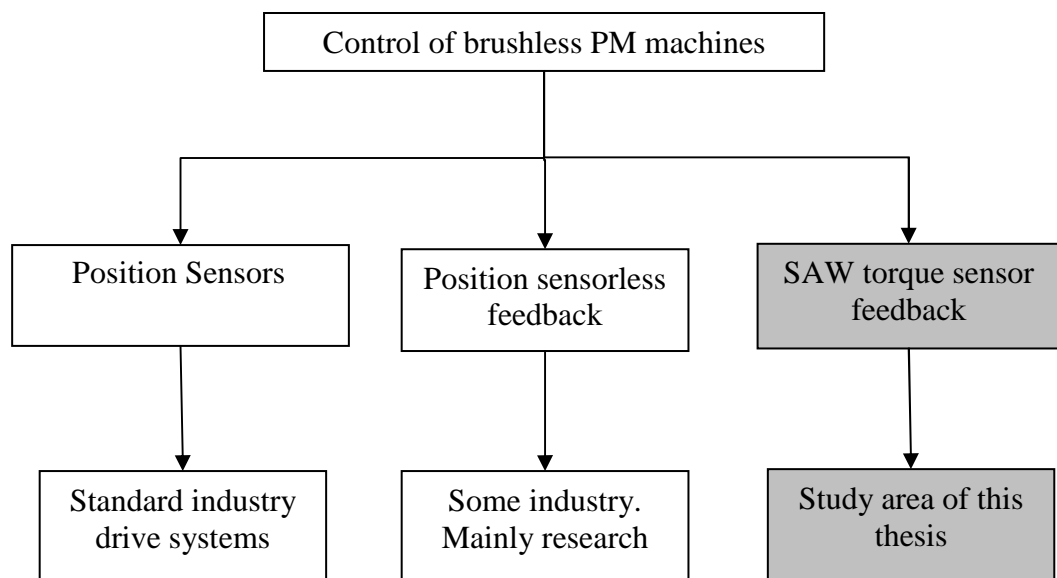 Control of brushless PM machines
Position Sensors
Position sensorless
feedback
SAW torque sensor
feedback
Standard industry
drive systems
Some industry.
Mainly research
Study area of this
thesis